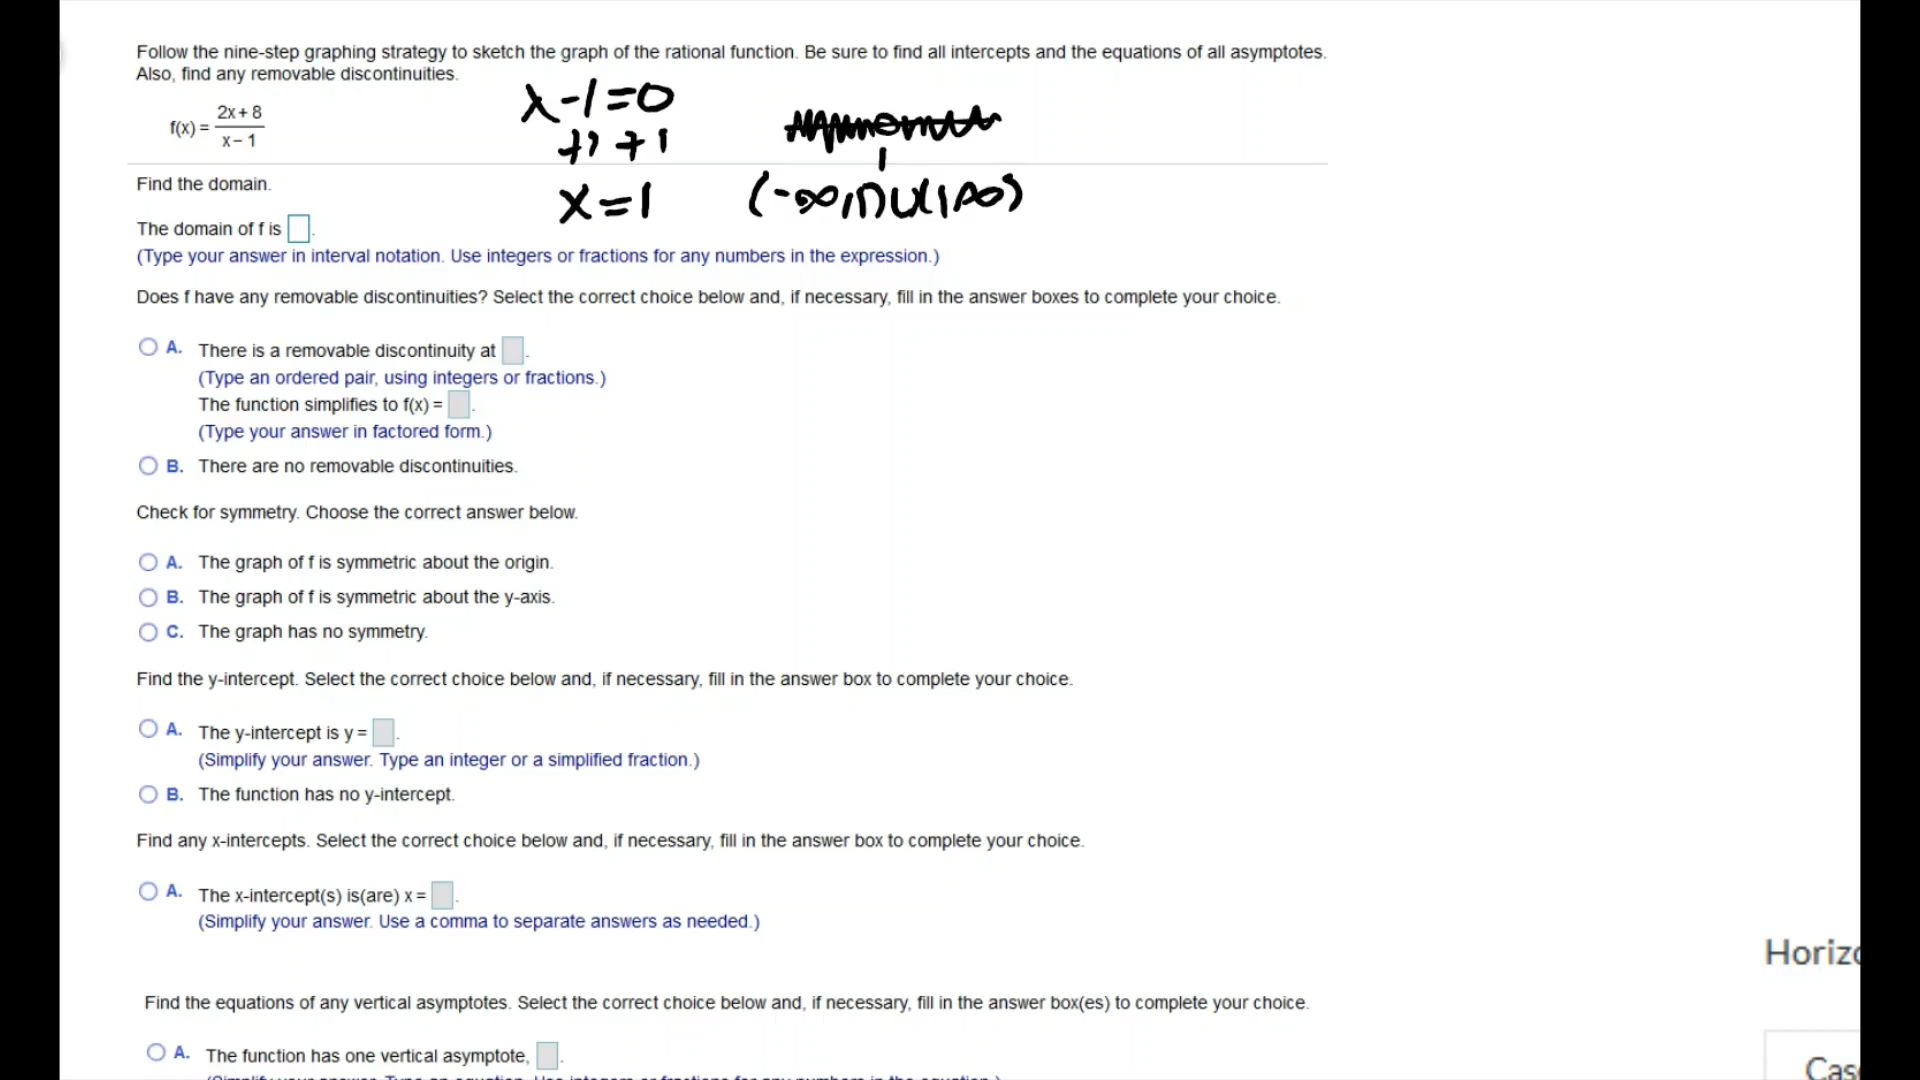 Follow the nine-step graphing strategy to sketch the graph of the rational function. Be sure to find all intercepts and the equations of all asymptotes.
Also, find any removable discontinuities.
x-1=0
f(x) = 2x+8
x-1
+1 +1
Find the domain.
x=1
(-∞,1)∪(1,∞)
The domain of f is
(Type your answer in interval notation. Use integers or fractions for any numbers in the expression.)
Does f have any removable discontinuities? Select the correct choice below and, if necessary, fill in the answer boxes to complete your choice.
A. There is a removable discontinuity at .
(Type an ordered pair, using integers or fractions.)
The function simplifies to f(x) = .
(Type your answer in factored form.)
B. There are no removable discontinuities.
Check for symmetry. Choose the correct answer below.
A. The graph of f is symmetric about the origin.
B. The graph of f is symmetric about the y-axis.
C. The graph has no symmetry.
Find the y-intercept. Select the correct choice below and, if necessary, fill in the answer box to complete your choice.
A. The y-intercept is y = .
(Simplify your answer. Type an integer or a simplified fraction.)
B. The function has no y-intercept.
Find any x-intercepts. Select the correct choice below and, if necessary, fill in the answer box to complete your choice.
A. The x-intercept(s) is(are) x = .
(Simplify your answer. Use a comma to separate answers as needed.)
Horizo
Find the equations of any vertical asymptotes. Select the correct choice below and, if necessary, fill in the answer box(es) to complete your choice.
A. The function has one vertical asymptote, .
Cas